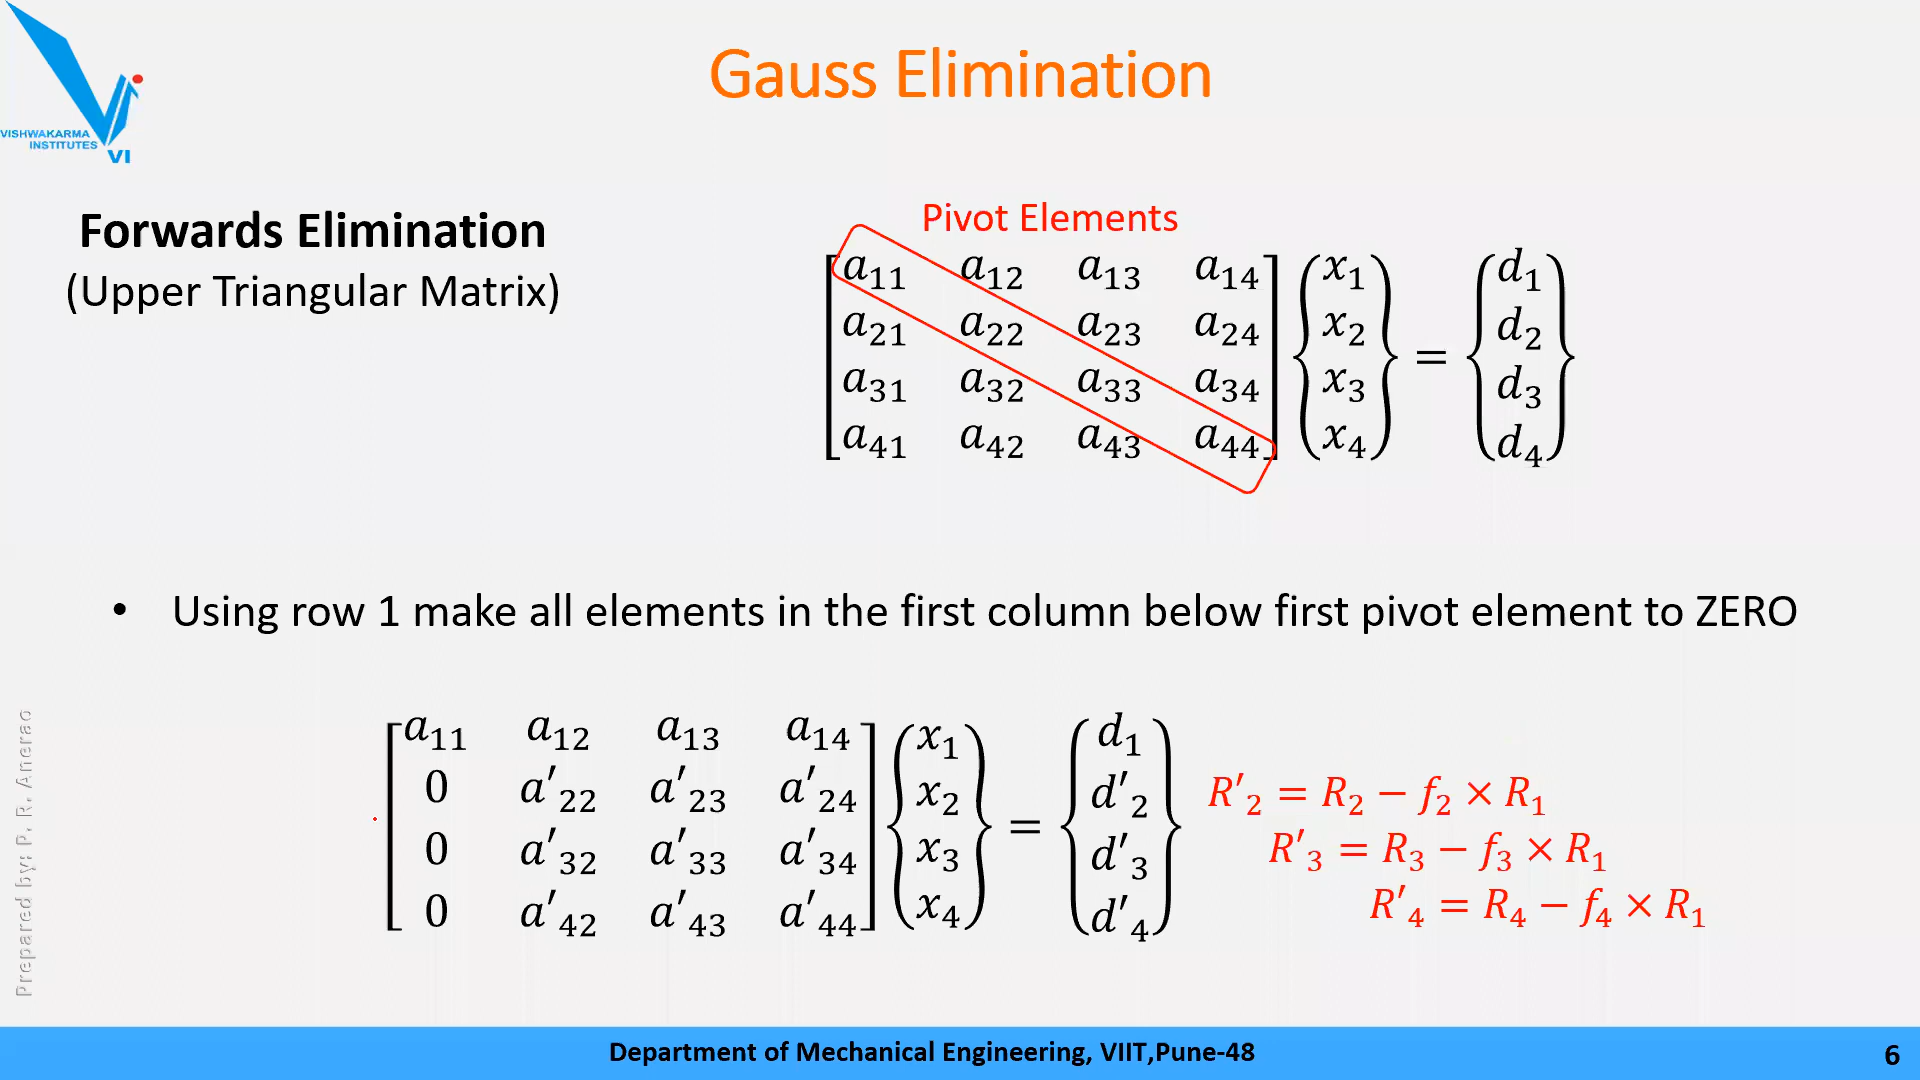 VISHWAKARMA
INSTITUTES
VI
Gauss Elimination
Forwards Elimination
(Upper Triangular Matrix)
Pivot Elements
a11 a12 a13 a14 x1 d1
a21 a22 a23 a24 x2 d2
=
a31 a32 a33 a34 x3 d3
a41 a42 a43 a44 x4 d4
• Using row 1 make all elements in the first column below first pivot element to ZERO
a11 a12 a13 a14 x1 d1
0 a′22 a′23 a′24 x2 d′2 R′2 = R2 − f2 × R1
=
0 a′32 a′33 a′34 x3 d′3 R′3 = R3 − f3 × R1
0 a′42 a′43 a′44 x4 d′4 R′4 = R4 − f4 × R1
Prepared by: P. R. Anerao
Department of Mechanical Engineering, VIIT,Pune-48
6